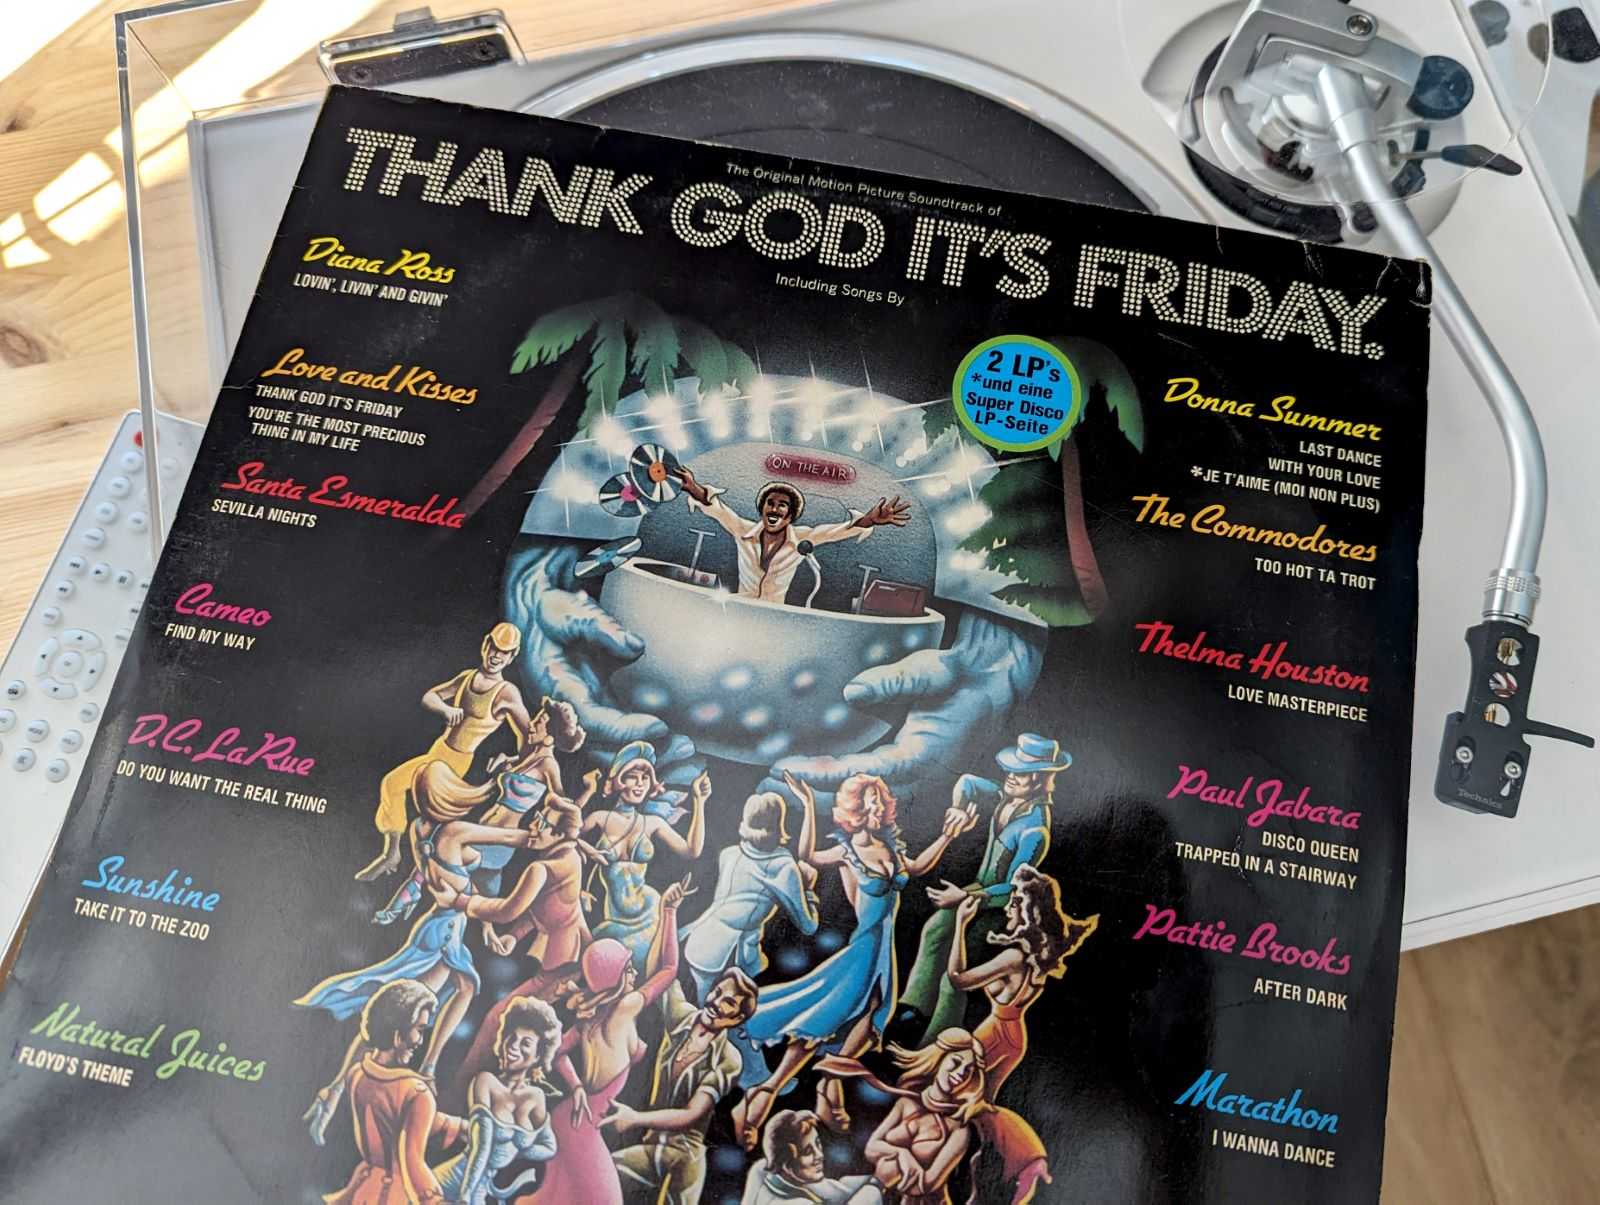 The Original Motion Picture Soundtrack of
THANK GOD IT'S FRIDAY.
Including Songs By
Diana Ross
LOVIN', LIVIN' AND GIVIN'
Love and Kisses
THANK GOD IT'S FRIDAY
YOU'RE THE MOST PRECIOUS
THING IN MY LIFE
Santa Esmeralda
SEVILLA NIGHTS
Cameo
FIND MY WAY
D.C. LaRue
DO YOU WANT THE REAL THING
Sunshine
TAKE IT TO THE ZOO
Natural Juices
FLOYD'S THEME
2 LP's
*und eine
Super Disco
LP-Seite
ON THE AIR
Donna Summer
LAST DANCE
WITH YOUR LOVE
*JE T'AIME (MOI NON PLUS)
The Commodores
TOO HOT TA TROT
Thelma Houston
LOVE MASTERPIECE
Paul Jabara
DISCO QUEEN
TRAPPED IN A STAIRWAY
Pattie Brooks
AFTER DARK
Marathon
I WANNA DANCE
Technics